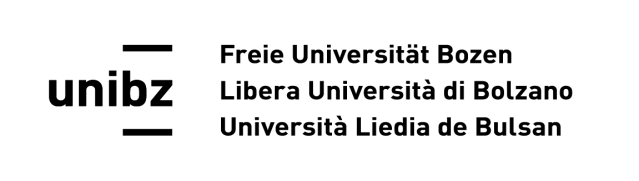 unibz
Freie Universität Bozen
Libera Università di Bolzano
Università Liedia de Bulsan